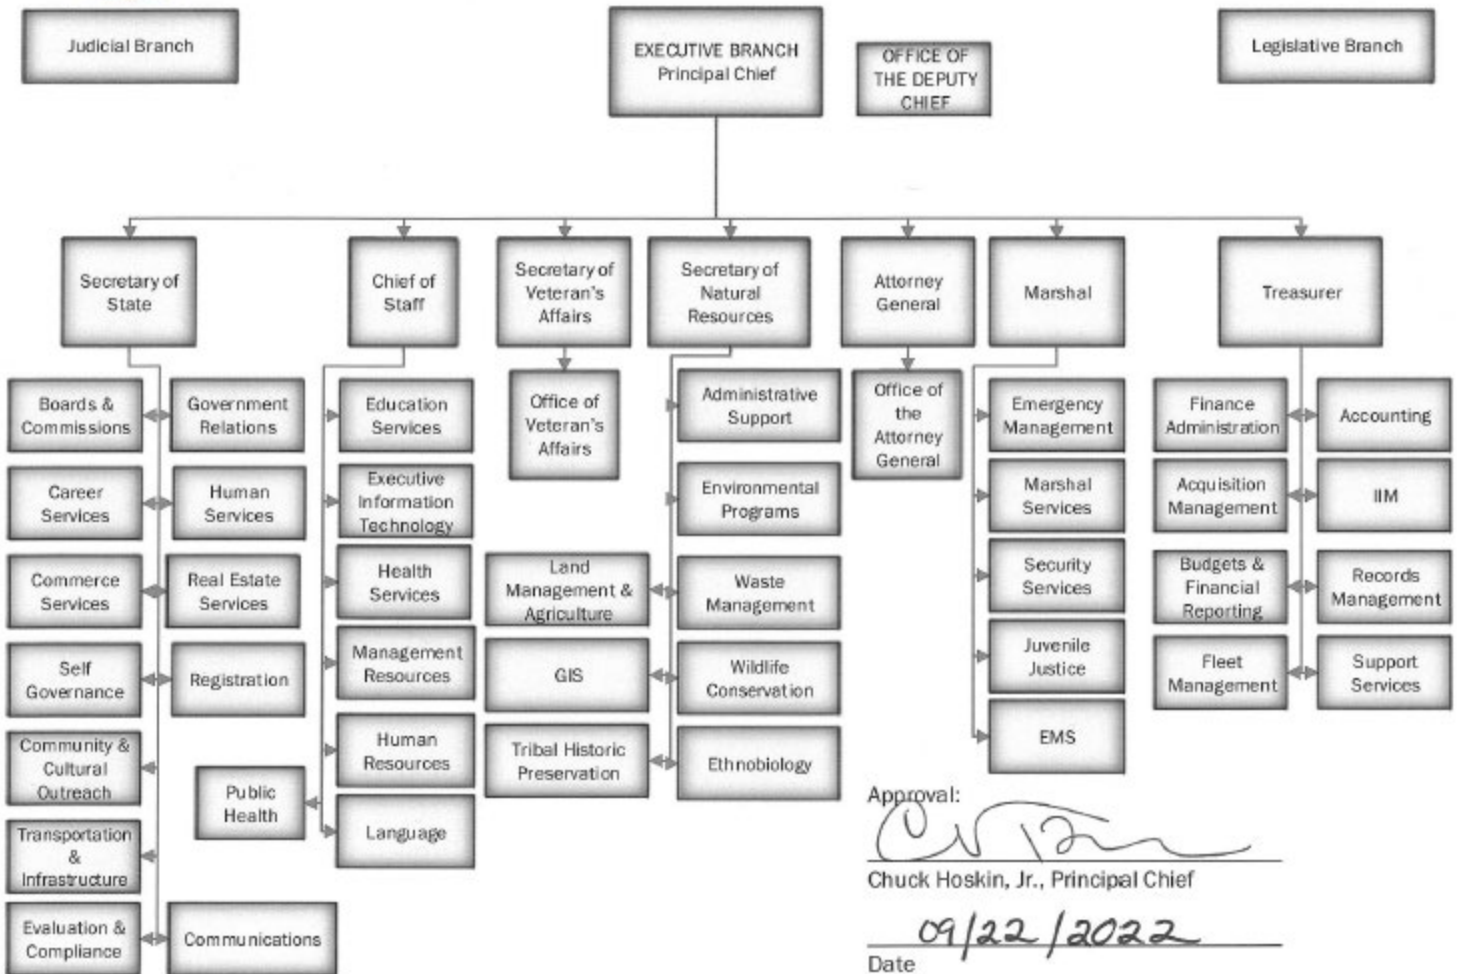 Judicial Branch
EXECUTIVE BRANCH
Principal Chief
OFFICE OF
THE DEPUTY
CHIEF
Legislative Branch
Secretary of
State
Chief of
Staff
Secretary of
Veteran's
Affairs
Secretary of
Natural
Resources
Attorney
General
Marshal
Treasurer
Boards &
Commissions
Government
Relations
Career
Services
Human
Services
Commerce
Services
Real Estate
Services
Self
Governance
Registration
Community &
Cultural
Outreach
Transportation
&
Infrastructure
Evaluation &
Compliance
Communications
Education
Services
Executive
Information
Technology
Health
Services
Management
Resources
Human
Resources
Public
Health
Language
Office of
Veteran's
Affairs
Administrative
Support
Environmental
Programs
Land
Management &
Agriculture
Waste
Management
GIS
Wildlife
Conservation
Tribal Historic
Preservation
Ethnobiology
Office of
the
Attorney
General
Emergency
Management
Marshal
Services
Security
Services
Juvenile
Justice
EMS
Finance
Administration
Accounting
Acquisition
Management
IIM
Budgets &
Financial
Reporting
Records
Management
Fleet
Management
Support
Services
Approval:
Chuck Hoskin, Jr., Principal Chief
09/22/2022
Date